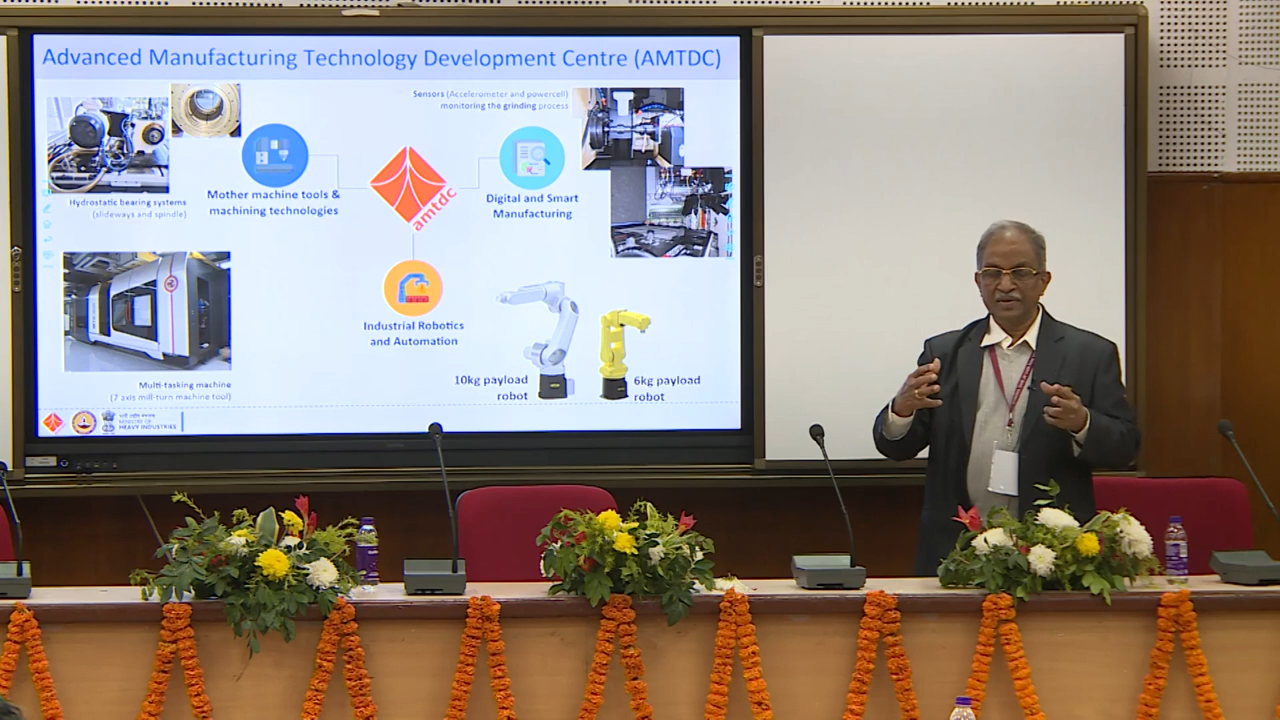 Advanced Manufacturing Technology Development Centre (AMTDC)
Sensors (Accelerometer and powercell)
monitoring the grinding process
Hydrostatic bearing systems
(slideways and spindle)
Mother machine tools &
machining technologies
amtdc
Digital and Smart
Manufacturing
Industrial Robotics
and Automation
Multi-tasking machine
(7 axis mill-turn machine tool)
10kg payload
robot
6kg payload
robot
MINISTRY OF
HEAVY INDUSTRIES